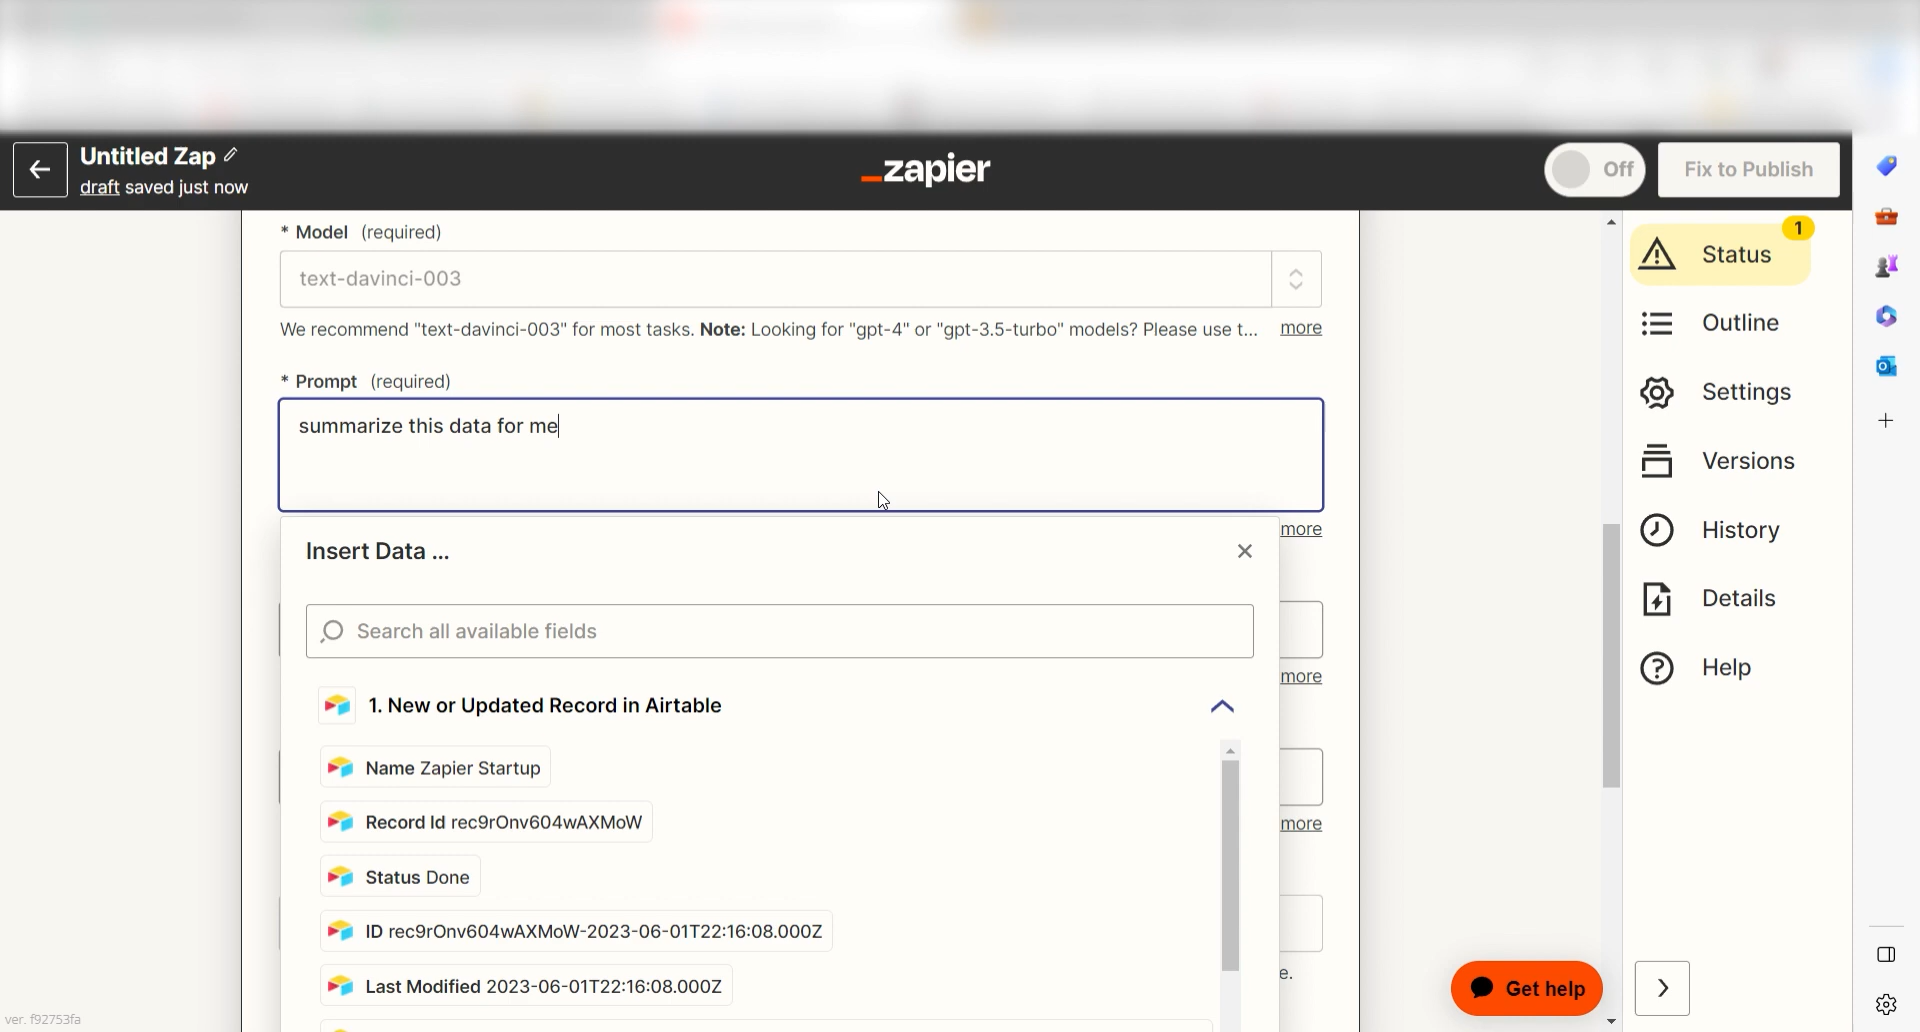 Untitled Zap
draft saved just now
zapier
Off
Fix to Publish
* Model (required)
text-davinci-003
We recommend "text-davinci-003" for most tasks. Note: Looking for "gpt-4" or "gpt-3.5-turbo" models? Please use t... more
* Prompt (required)
summarize this data for me
more
Insert Data ...
Search all available fields
more
1. New or Updated Record in Airtable
Name Zapier Startup
Record Id rec9rOnv604wAXMoW
more
Status Done
ID rec9rOnv604wAXMoW-2023-06-01T22:16:08.000Z
e.
Last Modified 2023-06-01T22:16:08.000Z
1
Status
Outline
Settings
Versions
History
Details
Help
Get help
ver. f92753fa